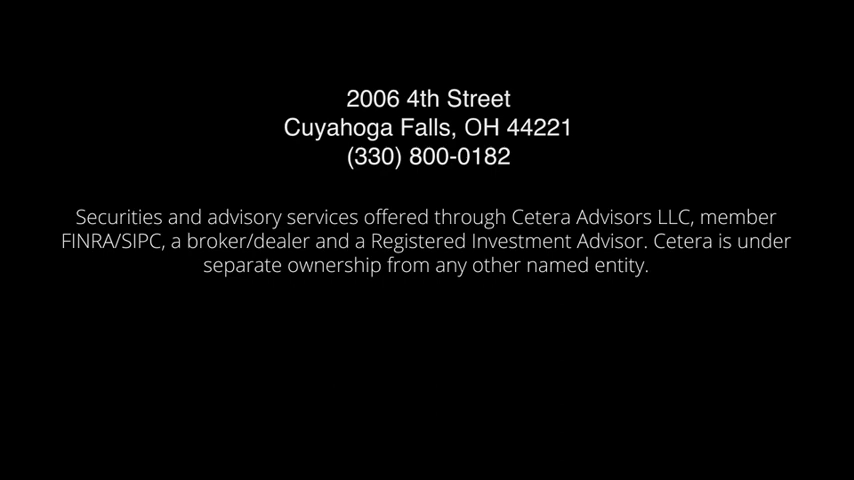 2006 4th Street
Cuyahoga Falls, OH 44221
(330) 800-0182
Securities and advisory services offered through Cetera Advisors LLC, member
FINRA/SIPC, a broker/dealer and a Registered Investment Advisor. Cetera is under
separate ownership from any other named entity.